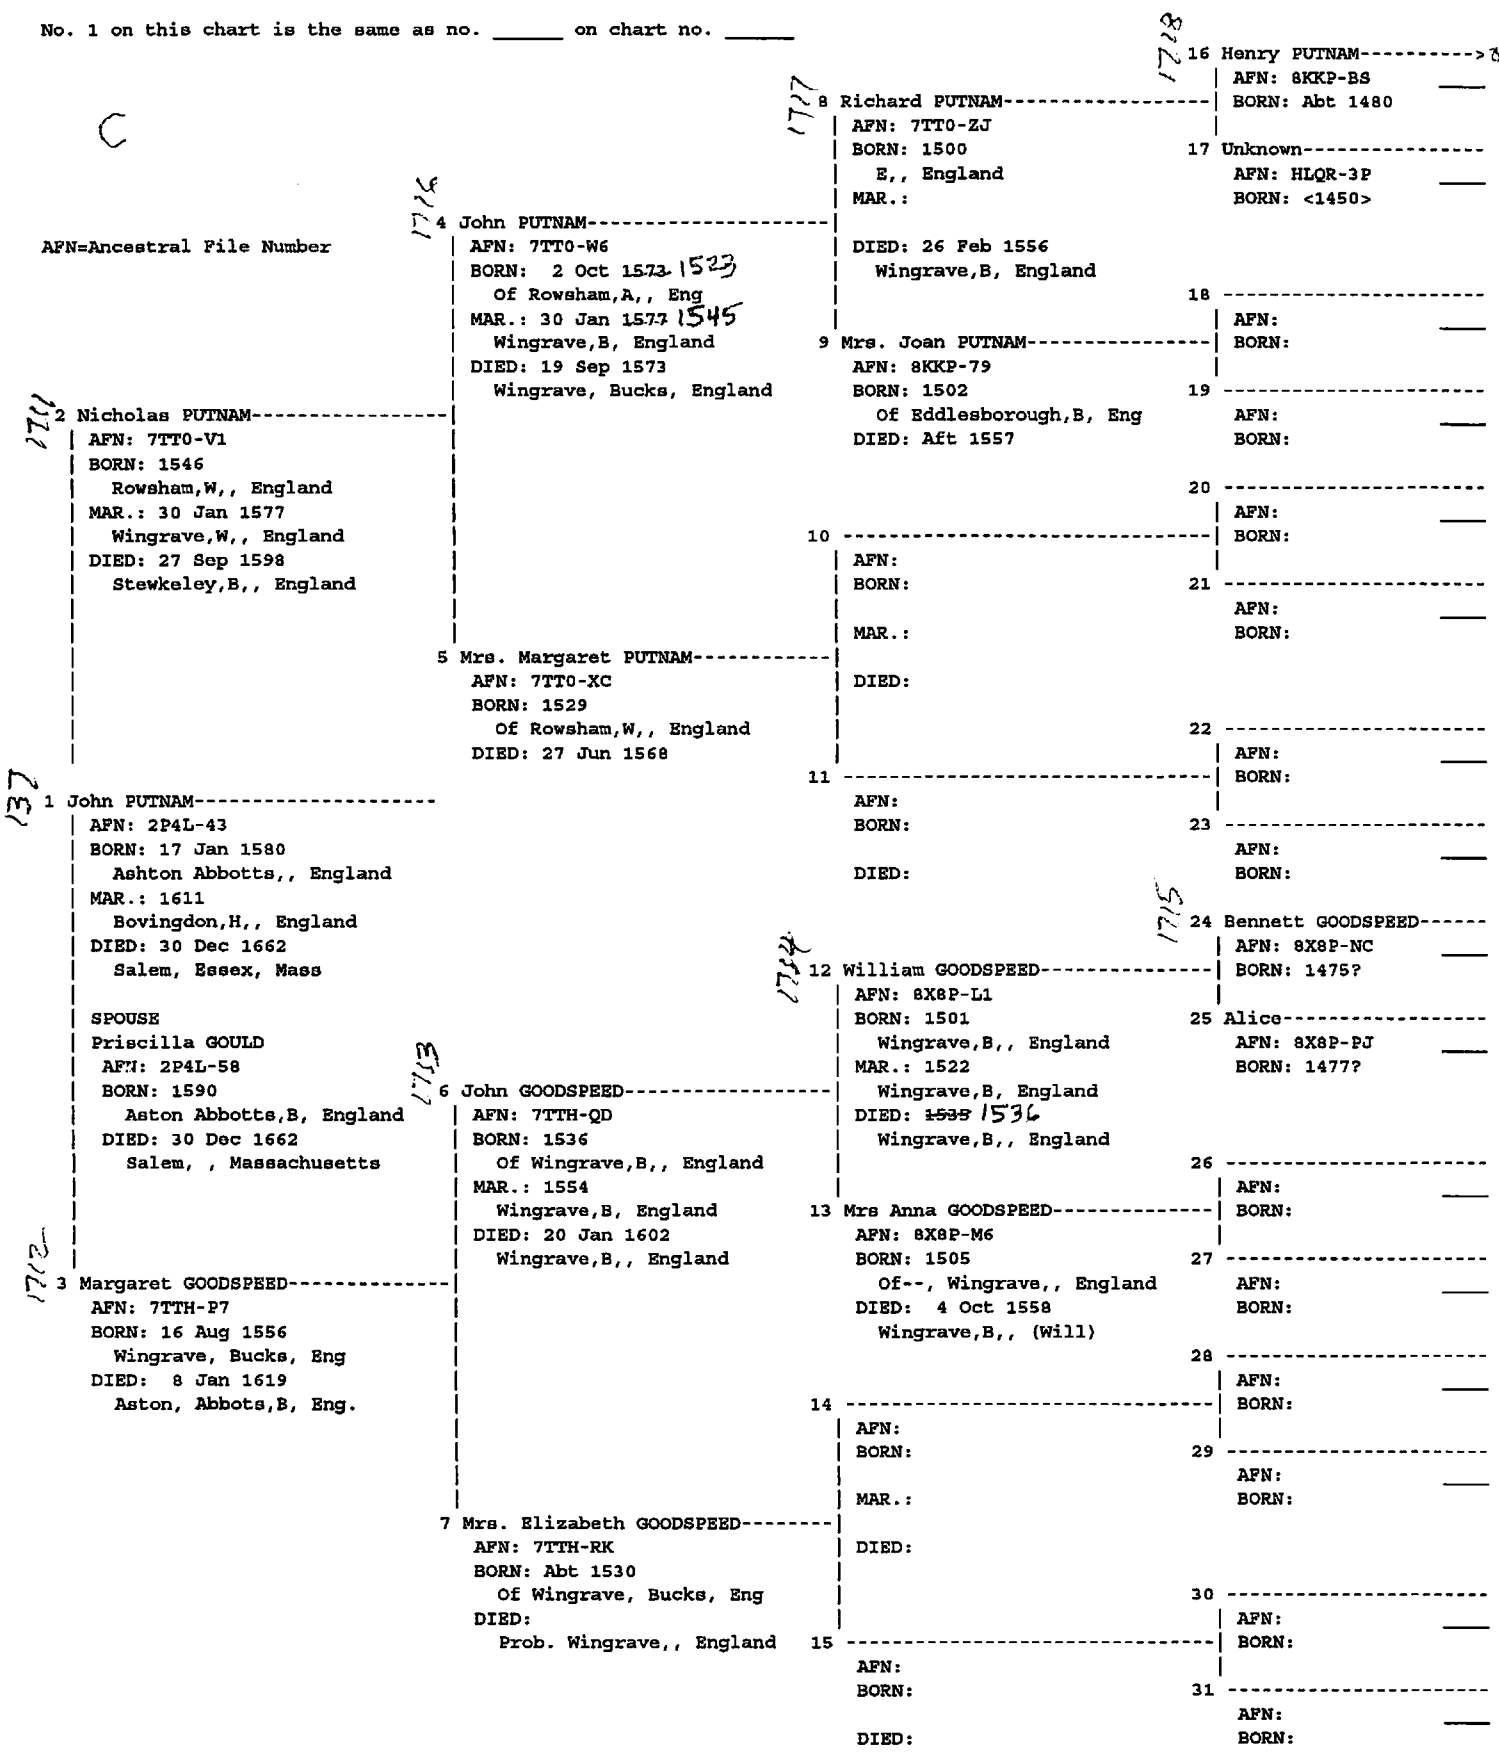 No. 1 on this chart is the same as no. ______ on chart no. ______
C
AFN=Ancestral File Number
1711
2 Nicholas PUTNAM----------------
AFN: 7TT0-V1
BORN: 1546
Rowsham,W,, England
MAR.: 30 Jan 1577
Wingrave,W,, England
DIED: 27 Sep 1598
Stewkeley,B,, England
137
1 John PUTNAM--------------------
AFN: 2P4L-43
BORN: 17 Jan 1580
Ashton Abbotts,, England
MAR.: 1611
Bovingdon,H,, England
DIED: 30 Dec 1662
Salem, Essex, Mass
SPOUSE
Priscilla GOULD
AFN: 2P4L-58
BORN: 1590
Aston Abbotts,B, England
DIED: 30 Dec 1662
Salem, , Massachusetts
1712
3 Margaret GOODSPEED-------------
AFN: 7TTH-P7
BORN: 16 Aug 1556
Wingrave, Bucks, Eng
DIED: 8 Jan 1619
Aston, Abbots,B, Eng.
1716
4 John PUTNAM--------------------
AFN: 7TT0-W6
BORN: 2 Oct 1573 1523
Of Rowsham,A,, Eng
MAR.: 30 Jan 1577 1545
Wingrave,B, England
DIED: 19 Sep 1573
Wingrave, Bucks, England
5 Mrs. Margaret PUTNAM-----------
AFN: 7TT0-XC
BORN: 1529
Of Rowsham,W,, England
DIED: 27 Jun 1568
1713
6 John GOODSPEED-----------------
AFN: 7TTH-QD
BORN: 1536
Of Wingrave,B,, England
MAR.: 1554
Wingrave,B, England
DIED: 20 Jan 1602
Wingrave,B,, England
7 Mrs. Elizabeth GOODSPEED--------
AFN: 7TTH-RK
BORN: Abt 1530
Of Wingrave, Bucks, Eng
DIED:
Prob. Wingrave,, England
1717
8 Richard PUTNAM-----------------
AFN: 7TT0-ZJ
BORN: 1500
E,, England
MAR.:
DIED: 26 Feb 1556
Wingrave,B, England
9 Mrs. Joan PUTNAM---------------
AFN: 8KKP-79
BORN: 1502
Of Eddlesborough,B, Eng
DIED: Aft 1557
10 ------------------------------
AFN:
BORN:
MAR.:
DIED:
11 ------------------------------
AFN:
BORN:
DIED:
12 William GOODSPEED--------------
AFN: 8X8P-L1
BORN: 1501
Wingrave,B,, England
MAR.: 1522
Wingrave,B, England
DIED: 1535 1536
Wingrave,B,, England
13 Mrs Anna GOODSPEED-------------
AFN: 8X8P-M6
BORN: 1505
Of--, Wingrave,, England
DIED: 4 Oct 1558
Wingrave,B,, (Will)
14 ------------------------------
AFN:
BORN:
MAR.:
DIED:
15 ------------------------------
AFN:
BORN:
DIED:
1718
16 Henry PUTNAM---------->
AFN: 8KKP-BS ____
BORN: Abt 1480
17 Unknown---------------
AFN: HLQR-3P ____
BORN: <1450>
18 ----------------------
AFN: ____
BORN:
19 ----------------------
AFN: ____
BORN:
20 ----------------------
AFN: ____
BORN:
21 ----------------------
AFN: ____
BORN:
22 ----------------------
AFN: ____
BORN:
23 ----------------------
AFN: ____
BORN:
1715
24 Bennett GOODSPEED------
AFN: 8X8P-NC ____
BORN: 1475?
25 Alice-----------------
AFN: 8X8P-PJ ____
BORN: 1477?
26 ----------------------
AFN: ____
BORN:
27 ----------------------
AFN: ____
BORN:
28 ----------------------
AFN: ____
BORN:
29 ----------------------
AFN: ____
BORN:
30 ----------------------
AFN: ____
BORN:
31 ----------------------
AFN: ____
BORN: